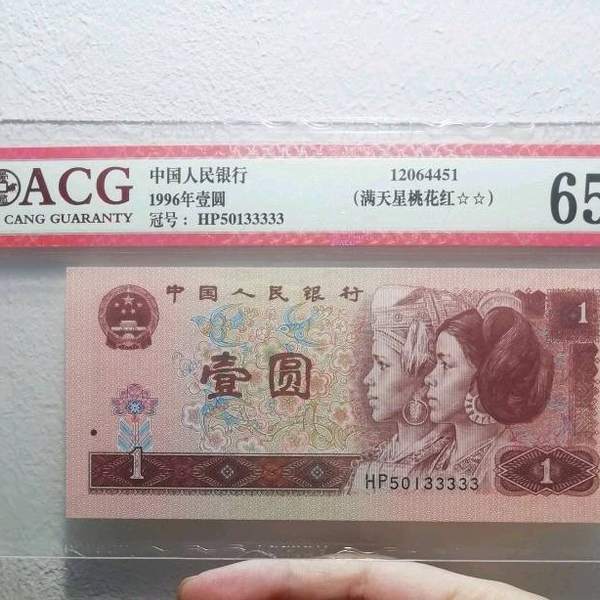 ACG
CANG GUARANTY
中国人民银行
1996年壹圆
冠号：HP50133333
12064451
（满天星桃花红☆☆）
65
中国人民银行
壹圆
1
1
1
HP50133333